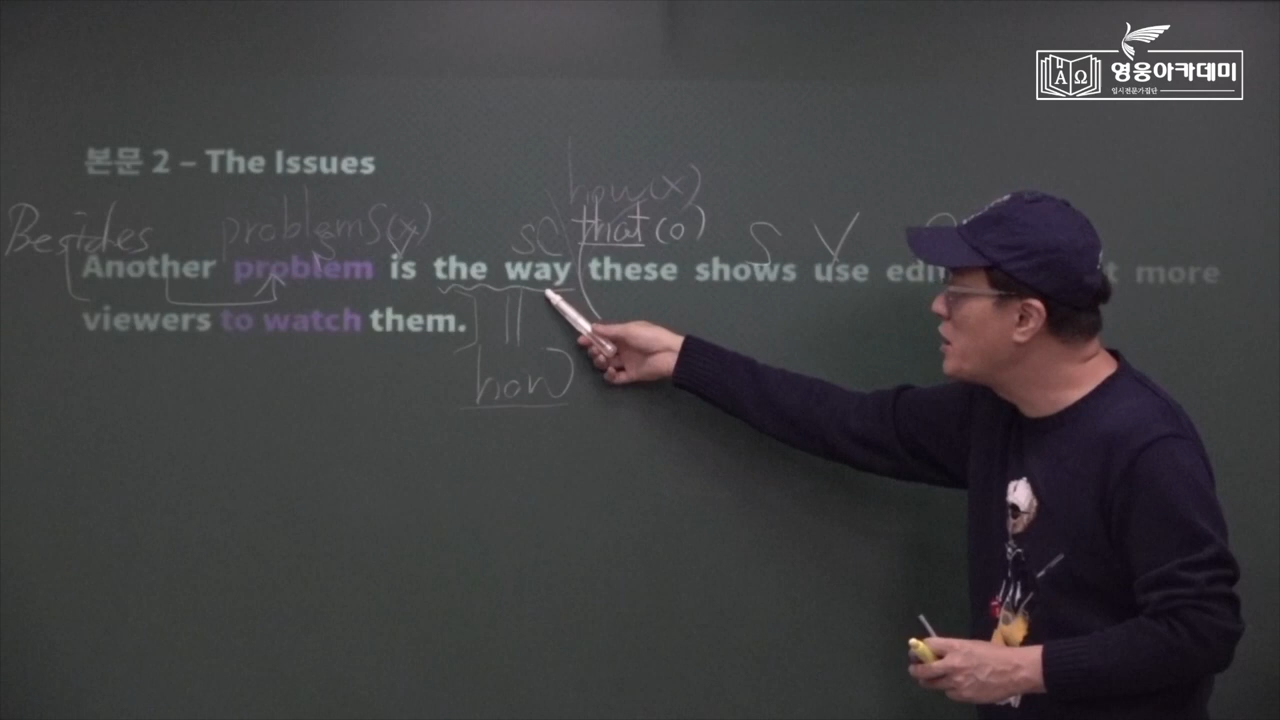 영웅아카데미
입시전문가집단
본문 2 – The Issues
how(x)
Besides problems(x) sc that(o) S V
Another problem is the way these shows use more
viewers to watch them.
how